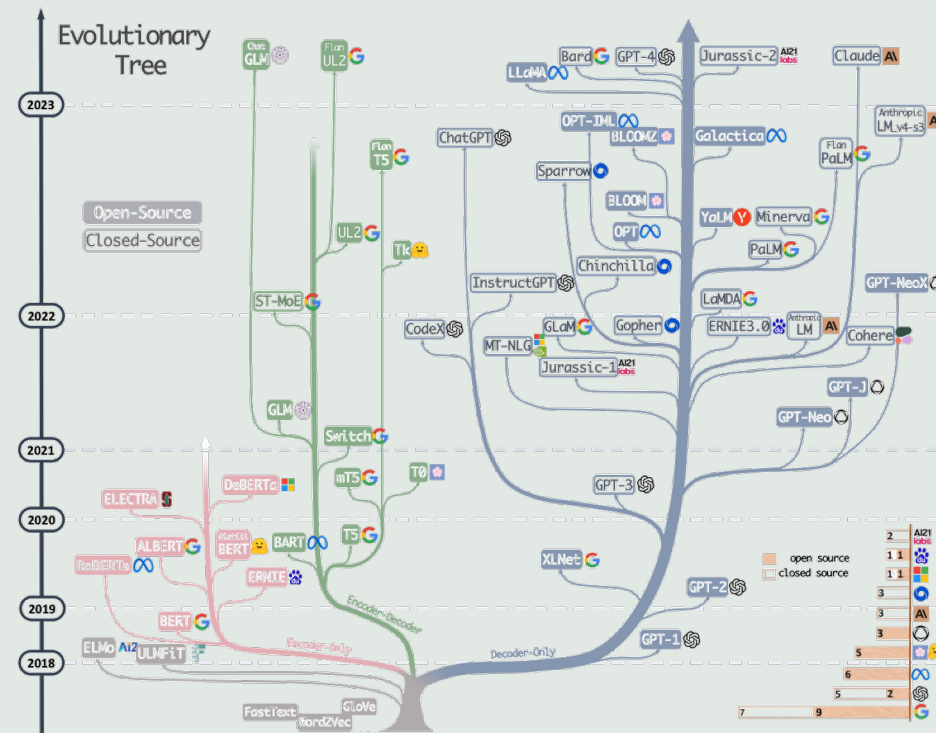 Evolutionary
Tree
2023
2022
2021
2020
2019
2018
Open-Source
Closed-Source
Chat
GLM
Flan
UL2
Bard
GPT-4
Jurassic-2
AI21
labs
Claude
A\
LLaMA
Anthropic
LM_v4-s3
OPT-IML
BLOOMZ
Galactica
ChatGPT
Flan
T5
Flan
PaLM
Sparrow
BLOOM
YaLM
Y
Minerva
UL2
OPT
Tk
PaLM
Chinchilla
InstructGPT
GPT-NeoX
ST-MoE
LaMDA
CodeX
GLaM
Gopher
ERNIE3.0
Anthropic
LM
A\
Cohere
MT-NLG
Jurassic-1
AI21
labs
GPT-J
GLM
GPT-Neo
Switch
mT5
T0
DeBERTa
ELECTRA
GPT-3
ALBERT
BERT
BART
T5
RoBERTa
ERNIE
XLNet
GPT-2
BERT
Encoder-Decoder
ELMo
Ai2
ULMFiT
GPT-1
Decoder-Only
FastText
GloVe
Word2Vec
open source
closed source
2
AI21
labs
1 1
1 1
3
3
A\
3
5
6
5 2
7 9